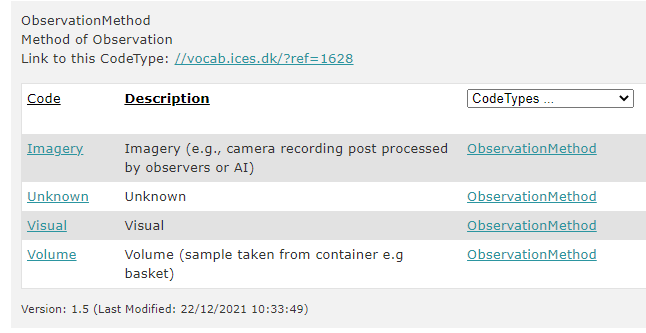 ObservationMethod
Method of Observation
Link to this CodeType: //vocab.ices.dk/?ref=1628
Code Description CodeTypes ...
Imagery Imagery (e.g., camera recording post processed ObservationMethod
by observers or AI)
Unknown Unknown ObservationMethod
Visual Visual ObservationMethod
Volume Volume (sample taken from container e.g ObservationMethod
basket)
Version: 1.5 (Last Modified: 22/12/2021 10:33:49)